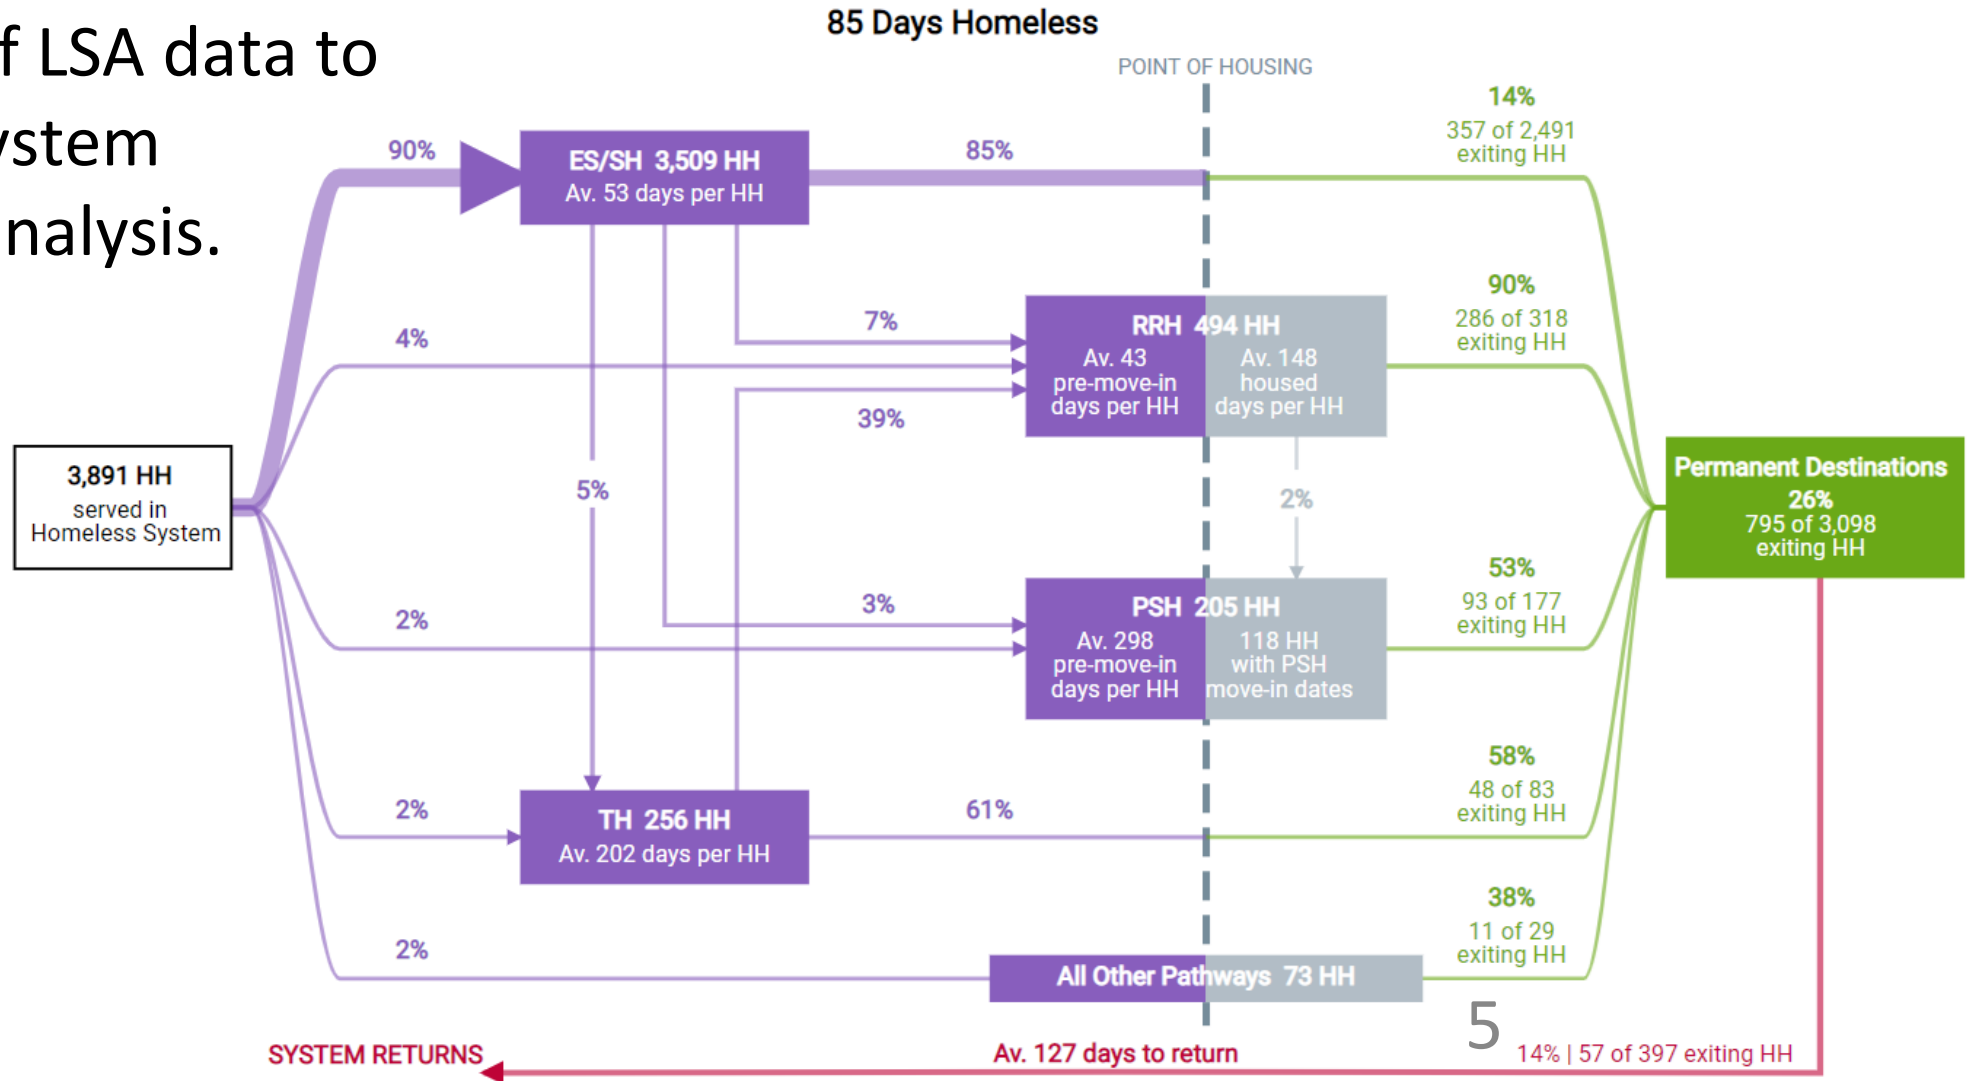 f LSA data to
ystem
nalysis.
85 Days Homeless
POINT OF HOUSING
90%
ES/SH 3,509 HH
Av. 53 days per HH
85%
14%
357 of 2,491
exiting HH
4%
7%
39%
RRH 494 HH
Av. 43
pre-move-in
days per HH
Av. 148
housed
days per HH
90%
286 of 318
exiting HH
3,891 HH
served in
Homeless System
5%
2%
Permanent Destinations
26%
795 of 3,098
exiting HH
2%
3%
PSH 205 HH
Av. 298
pre-move-in
days per HH
118 HH
with PSH
move-in dates
53%
93 of 177
exiting HH
2%
TH 256 HH
Av. 202 days per HH
61%
58%
48 of 83
exiting HH
2%
All Other Pathways 73 HH
38%
11 of 29
exiting HH
5
SYSTEM RETURNS
Av. 127 days to return
14% | 57 of 397 exiting HH